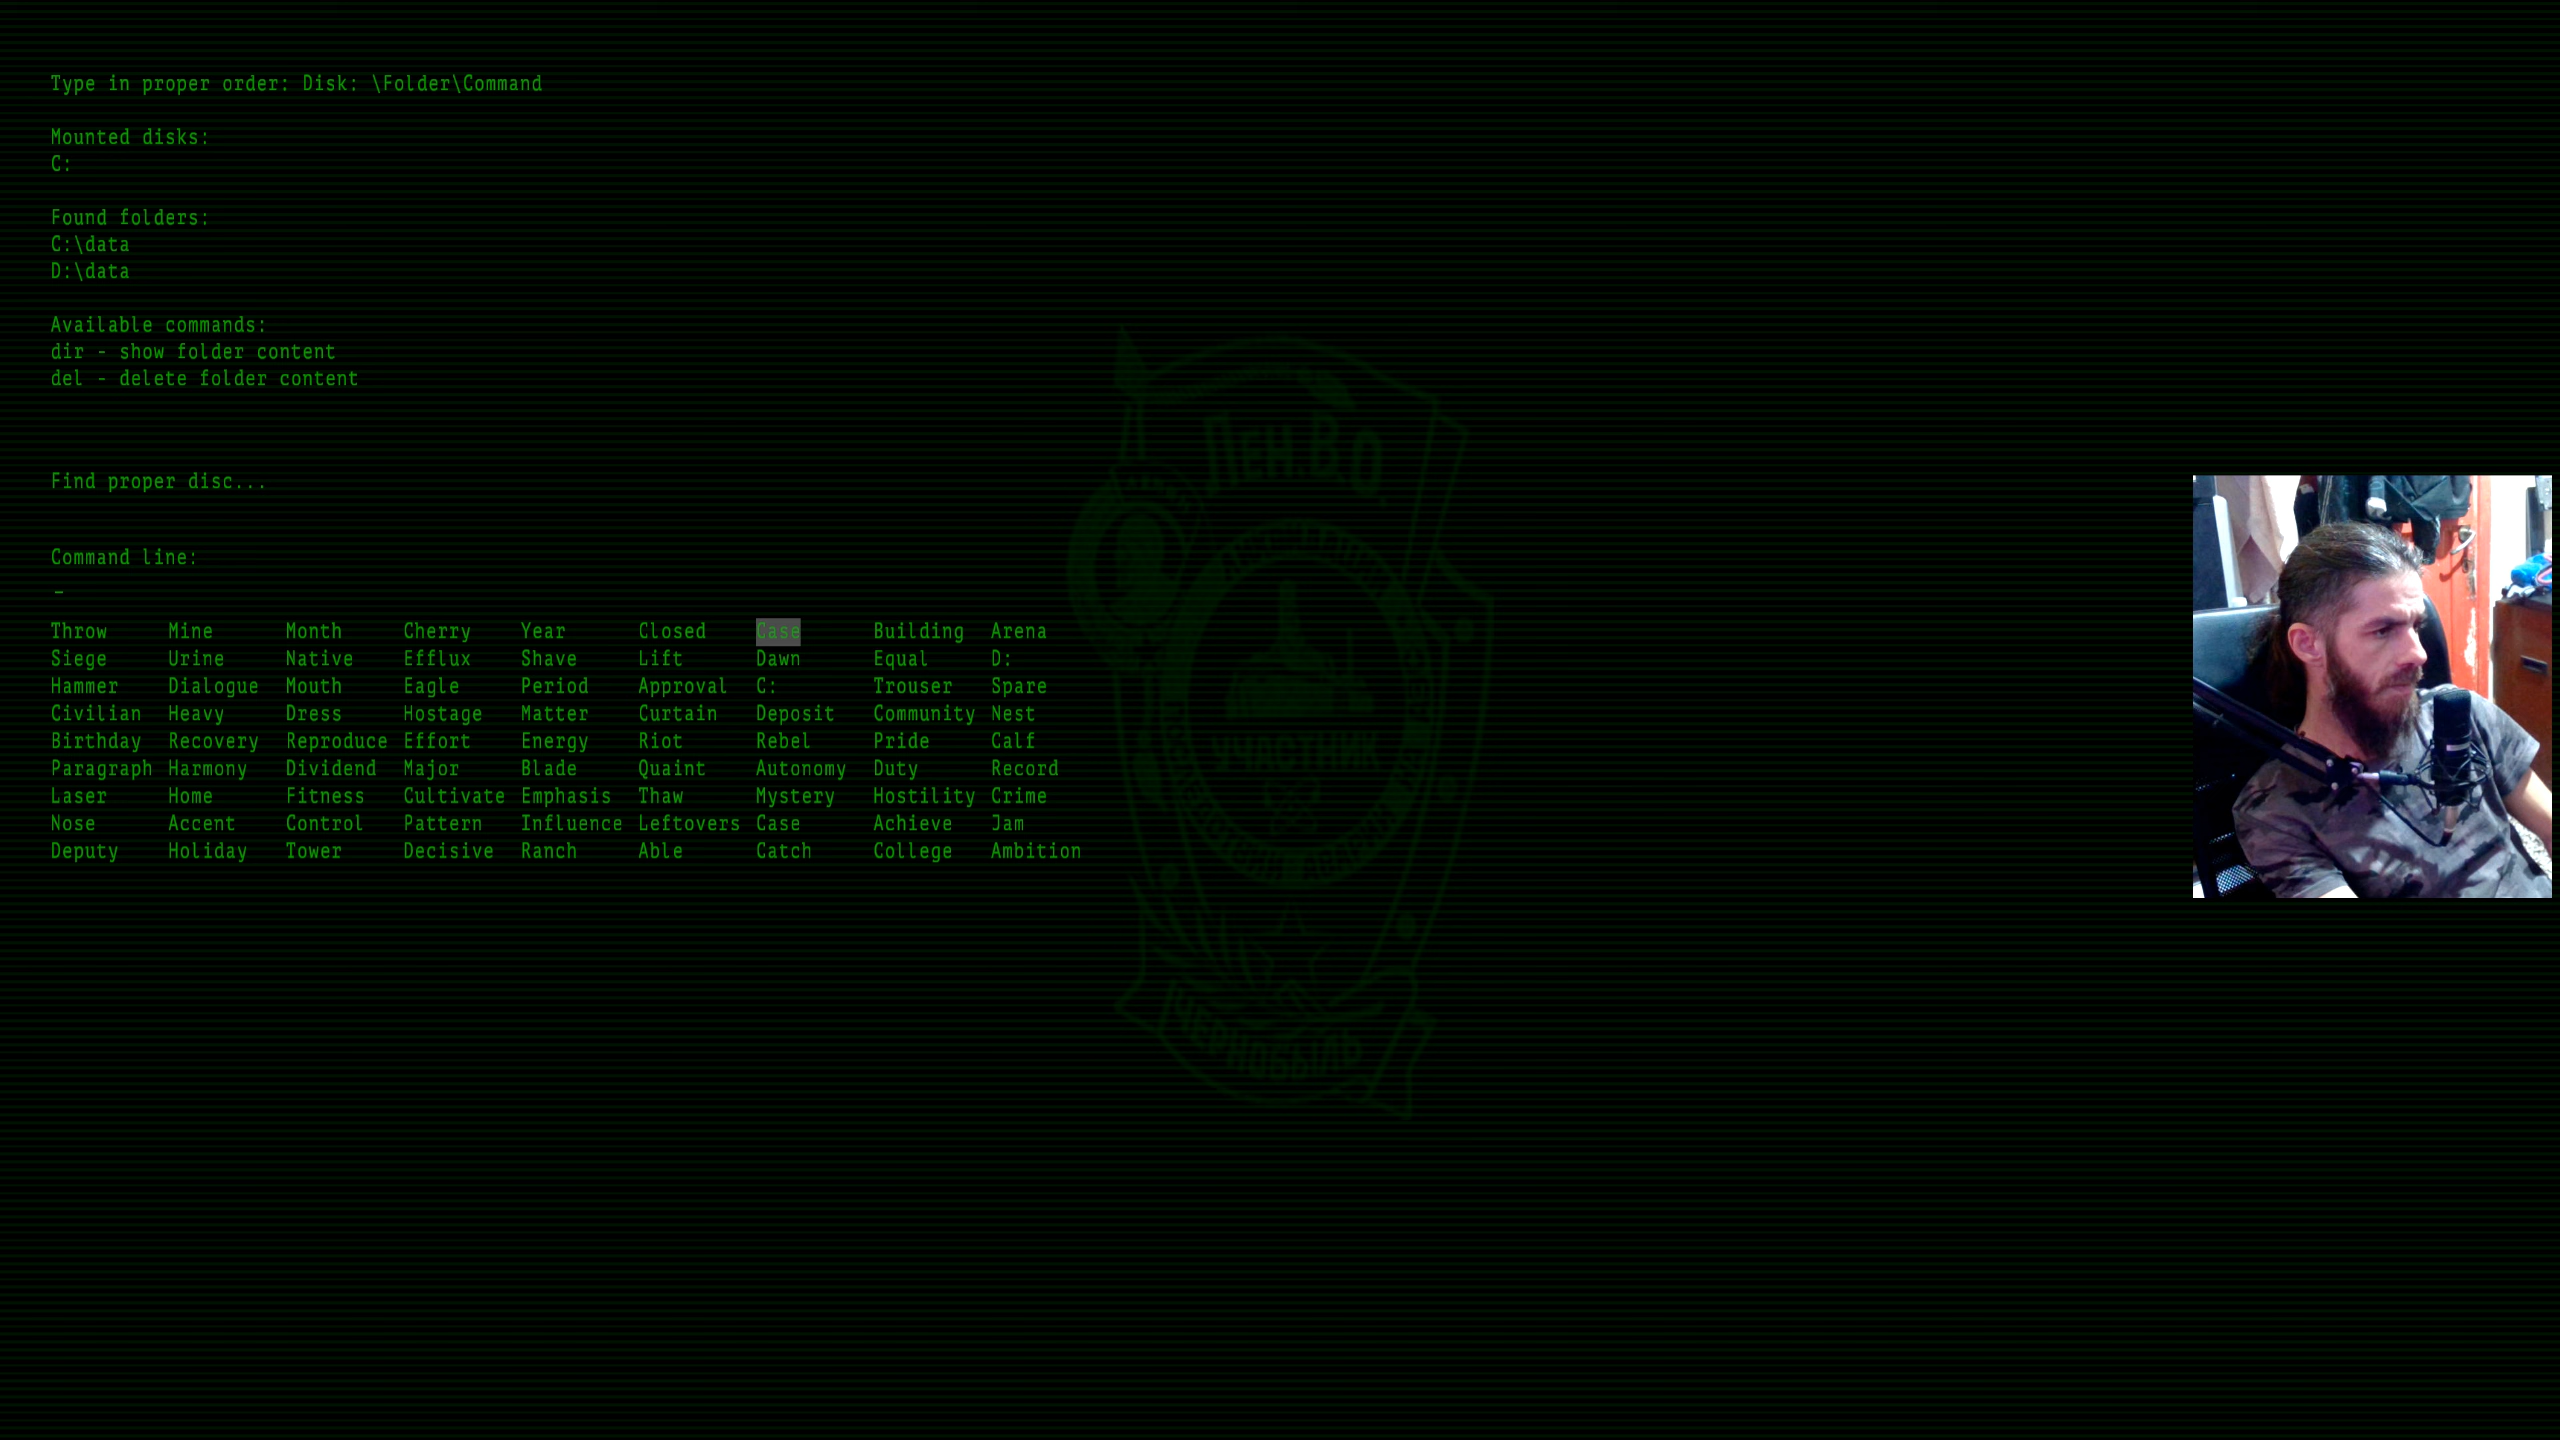 Type in proper order: Disk: \Folder\Command
Mounted disks:
C:
Found folders:
C:\data
D:\data
Available commands:
dir - show folder content
del - delete folder content
Find proper disc...
Command line:
_
Throw Mine Month Cherry Year Closed Case Building Arena
Siege Urine Native Efflux Shave Lift Dawn Equal D:
Hammer Dialogue Mouth Eagle Period Approval C: Trouser Spare
Civilian Heavy Dress Hostage Matter Curtain Deposit Community Nest
Birthday Recovery Reproduce Effort Energy Riot Rebel Pride Calf
Paragraph Harmony Dividend Major Blade Quaint Autonomy Duty Record
Laser Home Fitness Cultivate Emphasis Thaw Mystery Hostility Crime
Nose Accent Control Pattern Influence Leftovers Case Achieve Jam
Deputy Holiday Tower Decisive Ranch Able Catch College Ambition
ЛЕН.В.О.
УЧАСТНИК
ЧЕРНОБЫЛЬ